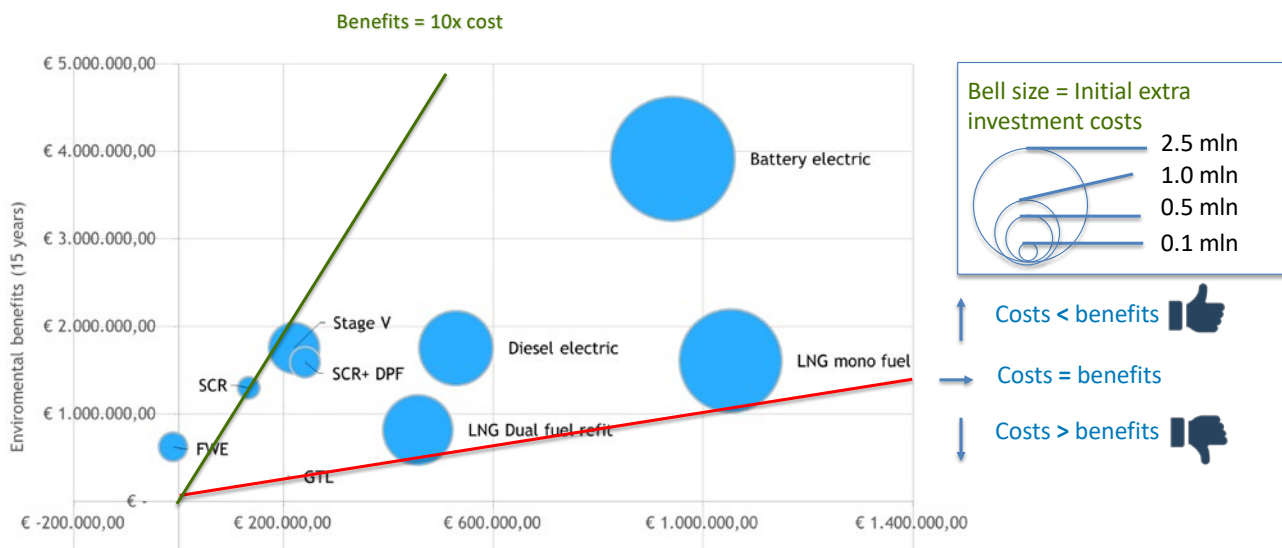 Benefits = 10x cost
€ 5.000.000,00
€ 4.000.000,00
€ 3.000.000,00
€ 2.000.000,00
€ 1.000.000,00
€ -
Enviromental benefits (15 years)
Battery electric
Stage V
Diesel electric
SCR+ DPF
LNG mono fuel
SCR
LNG Dual fuel refit
FWE
GTL
€ -200.000,00
€ 200.000,00
€ 600.000,00
€ 1.000.000,00
€ 1.400.000,00
Bell size = Initial extra
investment costs
2.5 mln
1.0 mln
0.5 mln
0.1 mln
Costs < benefits
Costs = benefits
Costs > benefits